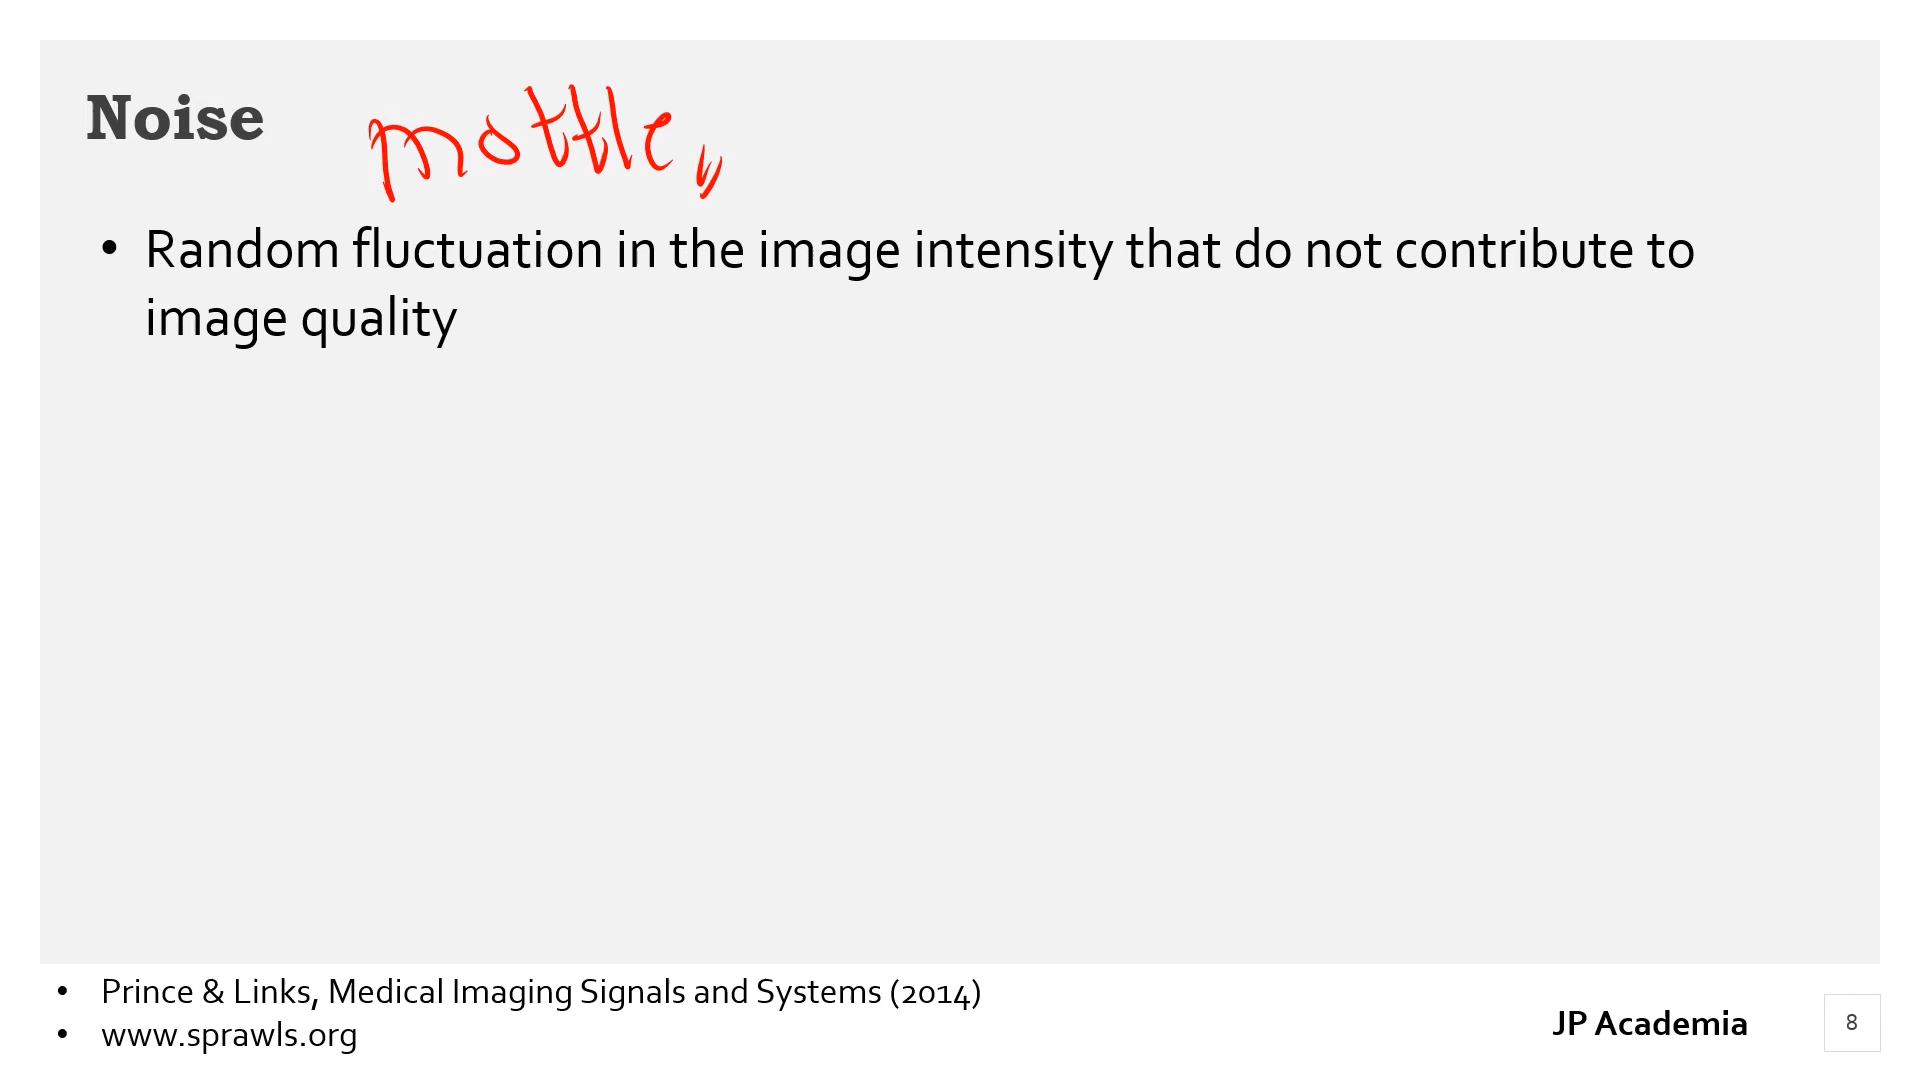 Noise
mottle,
• Random fluctuation in the image intensity that do not contribute to
image quality
• Prince & Links, Medical Imaging Signals and Systems (2014)
• www.sprawls.org
JP Academia
8